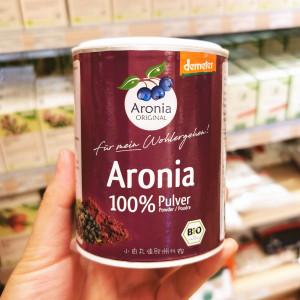 demeter
Aronia
ORIGINAL
für mein Wohlergehen!
Aronia
100% Pulver
Powder / Poudre
BIO